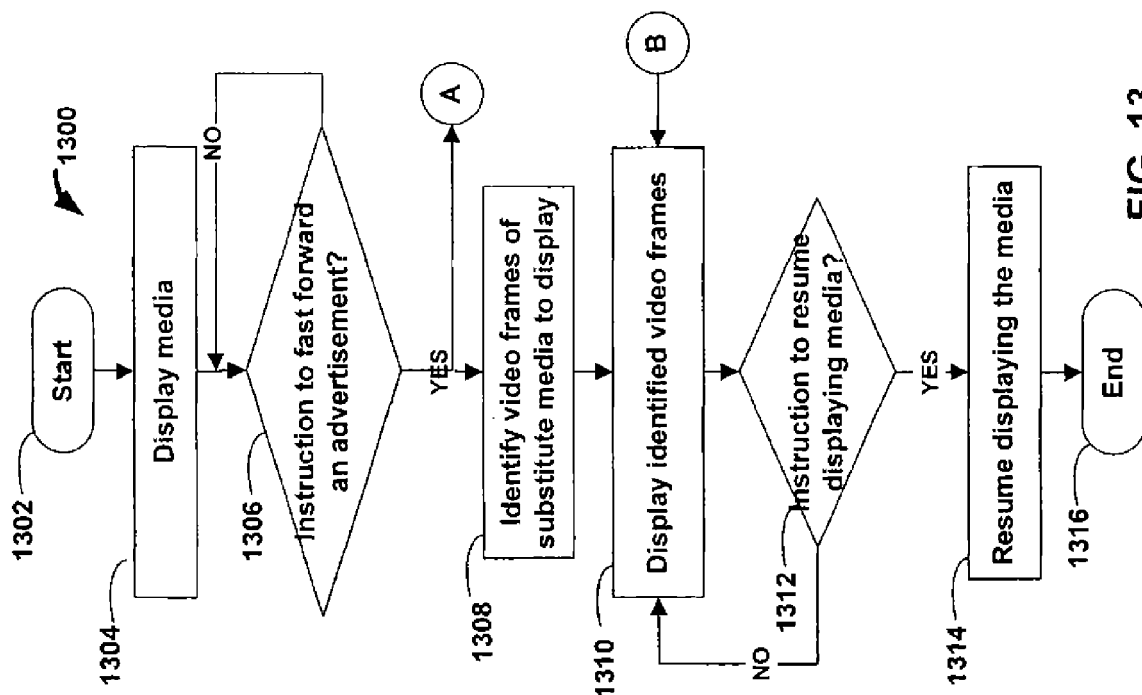 1300
1302
Start
1304
Display media
NO
1306
Instruction to fast forward
an advertisement?
YES
A
1308
Identify video frames of
substitute media to display
B
1310
Display identified video frames
1312
Instruction to resume
displaying media?
NO
YES
1314
Resume displaying the media
1316
End
FIG. 13